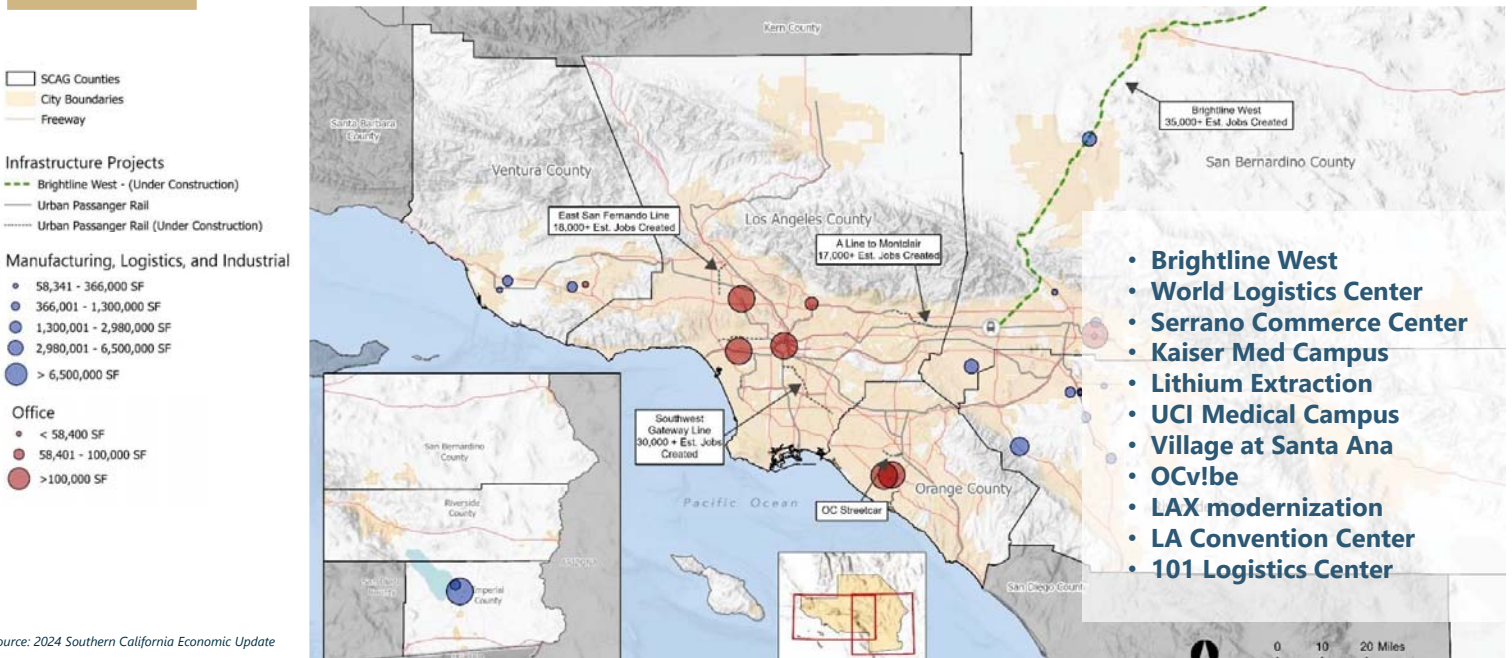 SCAG Counties
City Boundaries
Freeway
Infrastructure Projects
Brightline West - (Under Construction)
Urban Passanger Rail
Urban Passanger Rail (Under Construction)
Manufacturing, Logistics, and Industrial
58,341 - 366,000 SF
366,001 - 1,300,000 SF
1,300,001 - 2,980,000 SF
2,980,001 - 6,500,000 SF
> 6,500,000 SF
Office
< 58,400 SF
58,401 - 100,000 SF
>100,000 SF
ource: 2024 Southern California Economic Update
Kern County
Santa Barbara
County
Ventura County
Los Angeles County
San Bernardino County
Brightline West
35,000+ Est. Jobs Created
East San Fernando Line
18,000+ Est. Jobs Created
A Line to Montclair
17,000+ Est. Jobs Created
Southwest
Gateway Line
30,000 + Est. Jobs
Created
OC Streetcar
Orange County
Pacific Ocean
San Diego Count
San Bernardino
County
Riverside
County
Imperial
County
• Brightline West
• World Logistics Center
• Serrano Commerce Center
• Kaiser Med Campus
• Lithium Extraction
• UCI Medical Campus
• Village at Santa Ana
• OCv!be
• LAX modernization
• LA Convention Center
• 101 Logistics Center
0 10 20 Miles